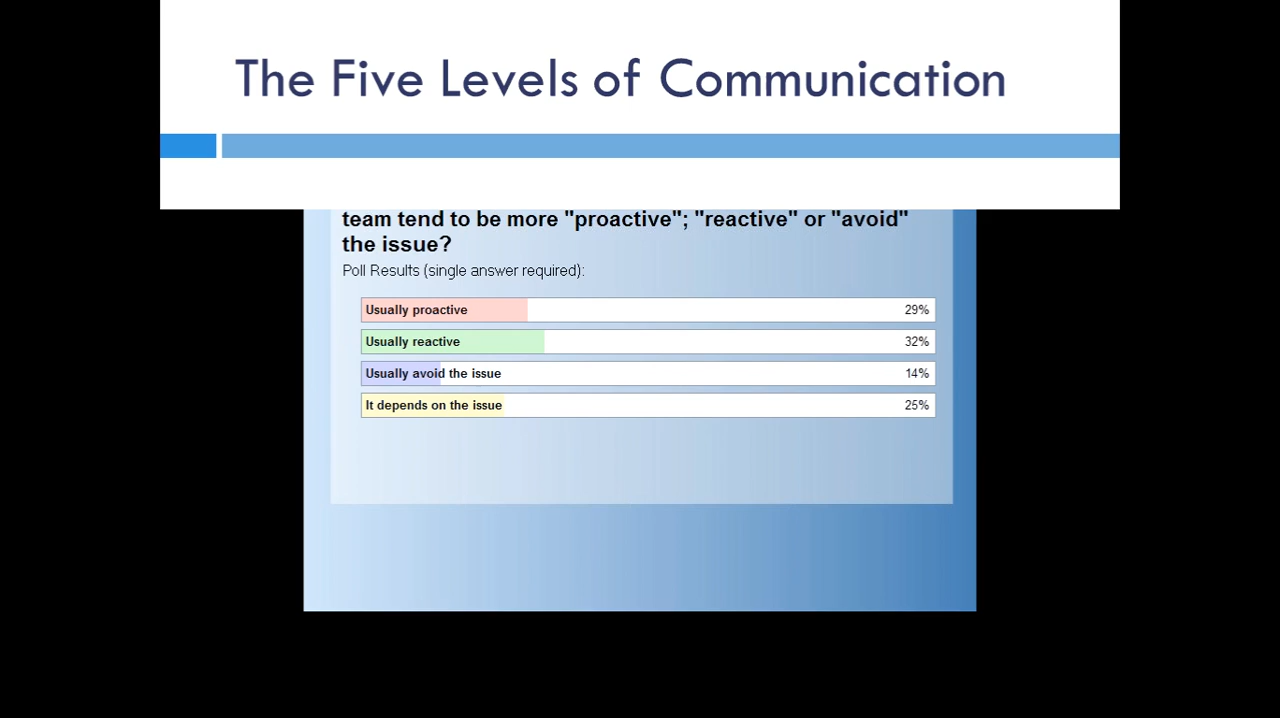 The Five Levels of Communication
team tend to be more "proactive"; "reactive" or "avoid"
the issue?
Poll Results (single answer required):
Usually proactive 29%
Usually reactive 32%
Usually avoid the issue 14%
It depends on the issue 25%